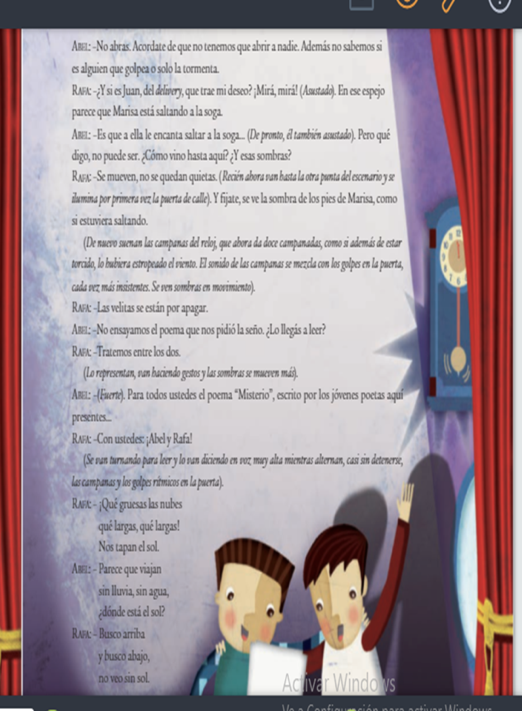 ABEL: –No abras. Acordate de que no tenemos que abrir a nadie. Además no sabemos si
es alguien que golpea o solo la tormenta.
RAFA: –¿Y si es Juan, del delivery, que trae mi deseo? ¡Mirá, mirá! (Asustado). En ese espejo
parece que Marisa está saltando a la soga.
ABEL: –Es que a ella le encanta saltar a la soga... (De pronto, él también asustado). Pero qué
digo, no puede ser. ¿Cómo vino hasta aquí? ¿Y esas sombras?
RAFA: –Se mueven, no se quedan quietas. (Recién ahora van hasta la otra punta del escenario y se
ilumina por primera vez la puerta de calle). Y fijate, se ve la sombra de los pies de Marisa, como
si estuviera saltando.
(De nuevo suenan las campanas del reloj, que ahora da doce campanadas, como si además de estar
torcido, lo hubiera estropeado el viento. El sonido de las campanas se mezcla con los golpes en la puerta,
cada vez más insistentes. Se ven sombras en movimiento).
RAFA: –Las velitas se están por apagar.
ABEL: –No ensayamos el poema que nos pidió la seño. ¿Lo llegás a leer?
RAFA: –Tratemos entre los dos.
(Lo representan, van haciendo gestos y las sombras se mueven más).
ABEL: –(Fuerte). Para todos ustedes el poema “Misterio”, escrito por los jóvenes poetas aquí
presentes...
RAFA: –Con ustedes: ¡Abel y Rafa!
(Se van turnando para leer y lo van diciendo en voz muy alta mientras alternan, casi sin detenerse,
las campanas y los golpes rítmicos en la puerta).
RAFA: – ¡Qué gruesas las nubes
qué largas, qué largas!
Nos tapan el sol.
ABEL: – Parece que viajan
sin lluvia, sin agua,
¿dónde está el sol?
RAFA: – Busco arriba
y busco abajo,
no veo sin sol.
Activar Windows
Ve a Configuración para activar Windows